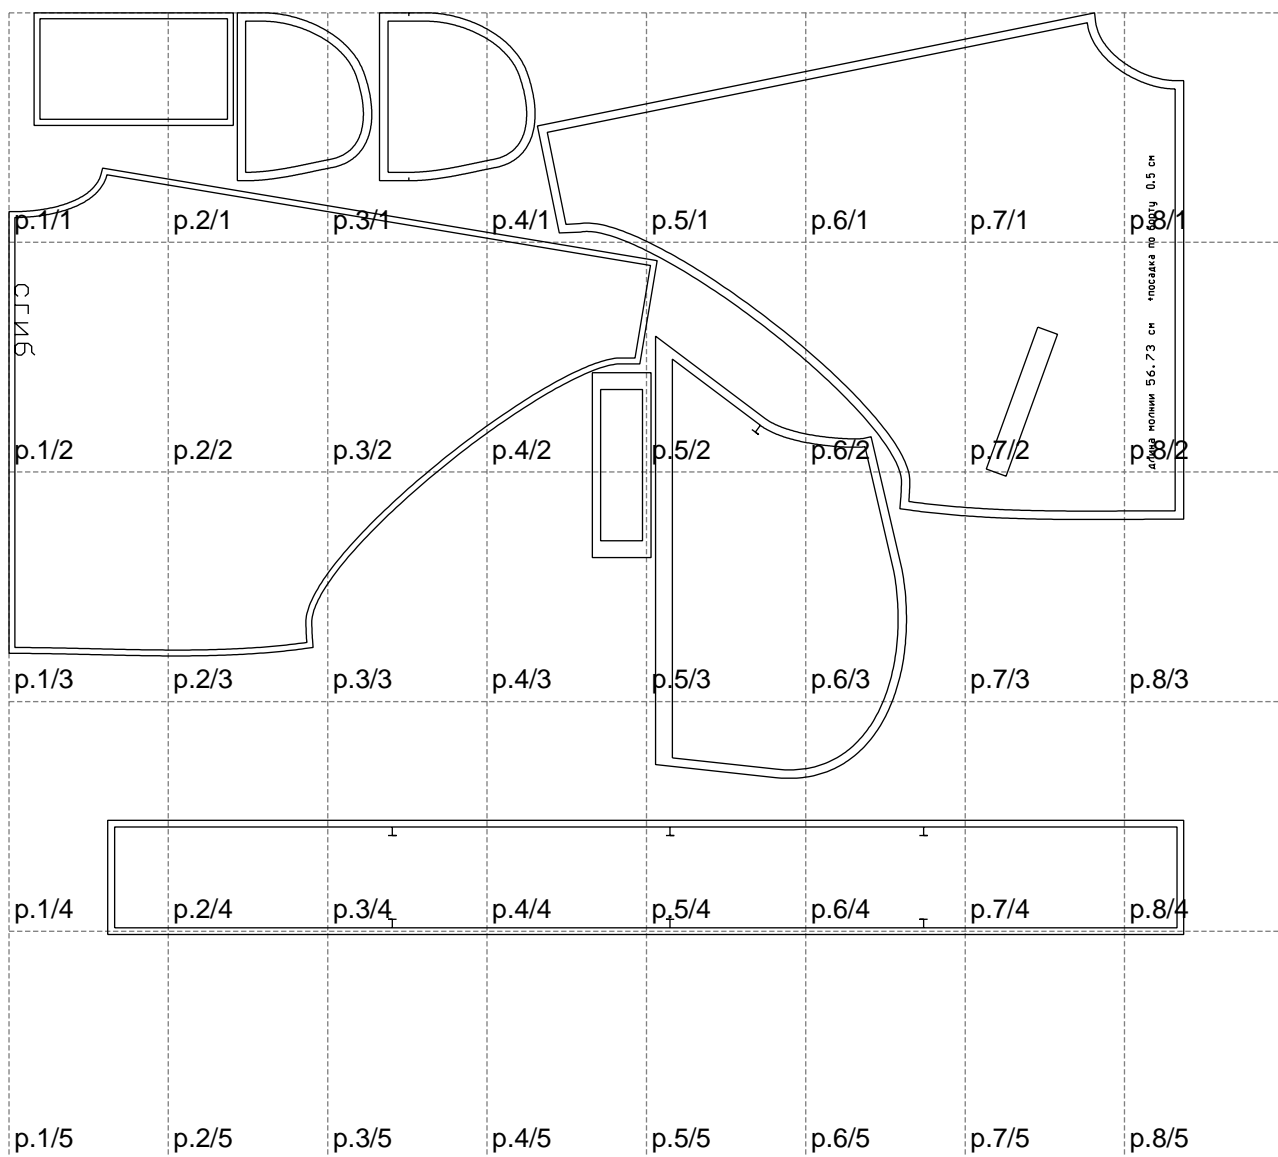 p.1/1 p.2/1 p.3/1 p.4/1 p.5/1 p.6/1 p.7/1 p.8/1
сгиб
длина молнии 56.73 см *посадка по борту 0.5 см
p.1/2 p.2/2 p.3/2 p.4/2 p.5/2 p.6/2 p.7/2 p.8/2
p.1/3 p.2/3 p.3/3 p.4/3 p.5/3 p.6/3 p.7/3 p.8/3
p.1/4 p.2/4 p.3/4 p.4/4 p.5/4 p.6/4 p.7/4 p.8/4
p.1/5 p.2/5 p.3/5 p.4/5 p.5/5 p.6/5 p.7/5 p.8/5